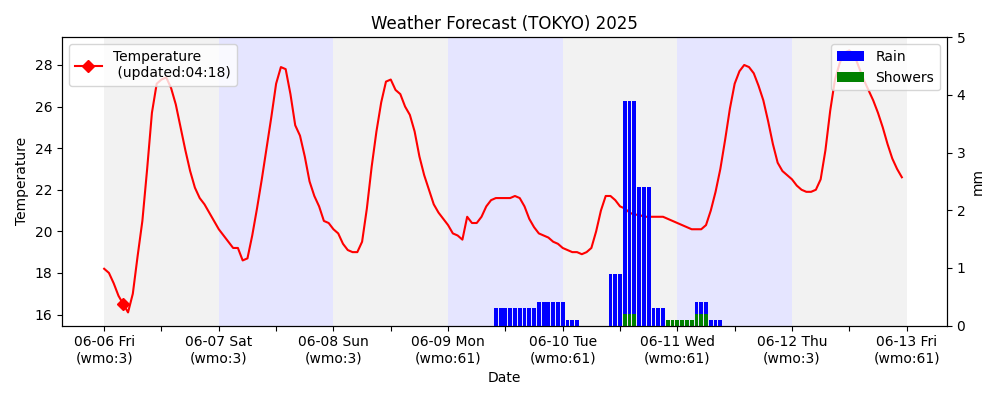 Weather Forecast (TOKYO) 2025
Temperature
(updated:04:18)
Rain
Showers
28
26
24
22
20
18
16
Temperature
5
4
3
2
1
0
mm
06-06 Fri
(wmo:3)
06-07 Sat
(wmo:3)
06-08 Sun
(wmo:3)
06-09 Mon
(wmo:61)
06-10 Tue
(wmo:61)
06-11 Wed
(wmo:61)
06-12 Thu
(wmo:3)
06-13 Fri
(wmo:61)
Date